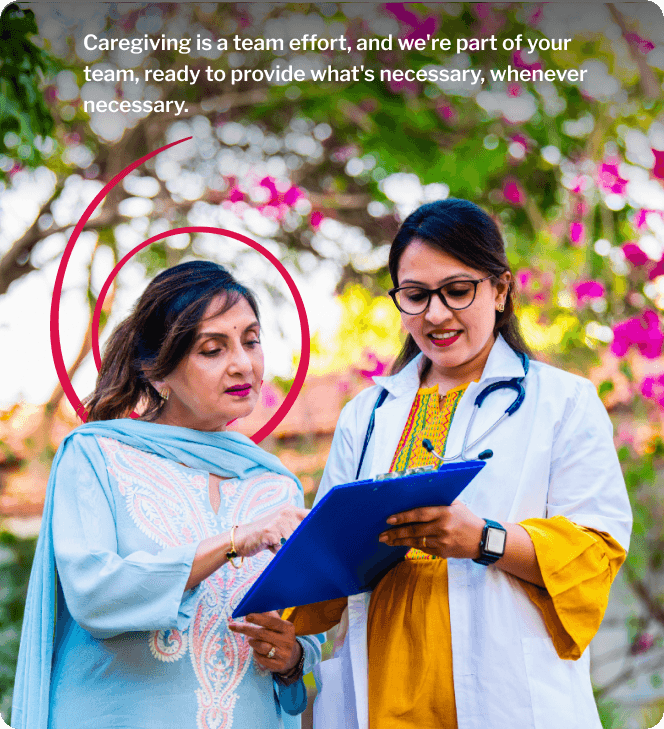 Caregiving is a team effort, and we're part of your
team, ready to provide what's necessary, whenever
necessary.